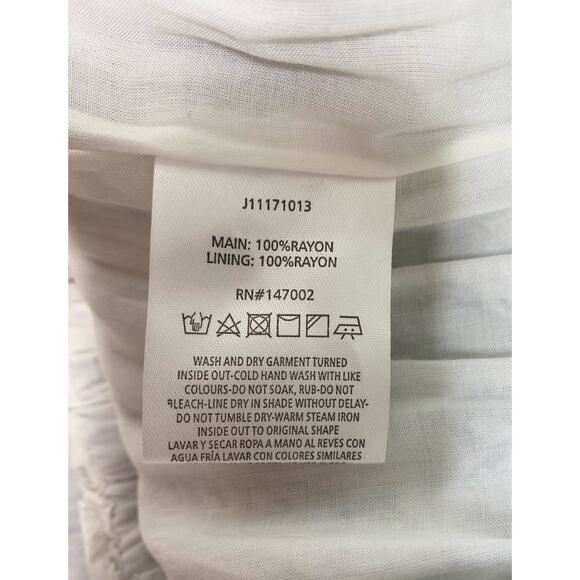 J11171013
MAIN: 100%RAYON
LINING: 100%RAYON
RN#147002
WASH AND DRY GARMENT TURNED
INSIDE OUT-COLD HAND WASH WITH LIKE
COLOURS-DO NOT SOAK, RUB-DO NOT
BLEACH-LINE DRY IN SHADE WITHOUT DELAY-
DO NOT TUMBLE DRY-WARM STEAM IRON
INSIDE OUT TO ORIGINAL SHAPE
LAVAR Y SECAR ROPA A MANO AL REVES CON
AGUA FRÍA LAVAR CON COLORES SIMILARES